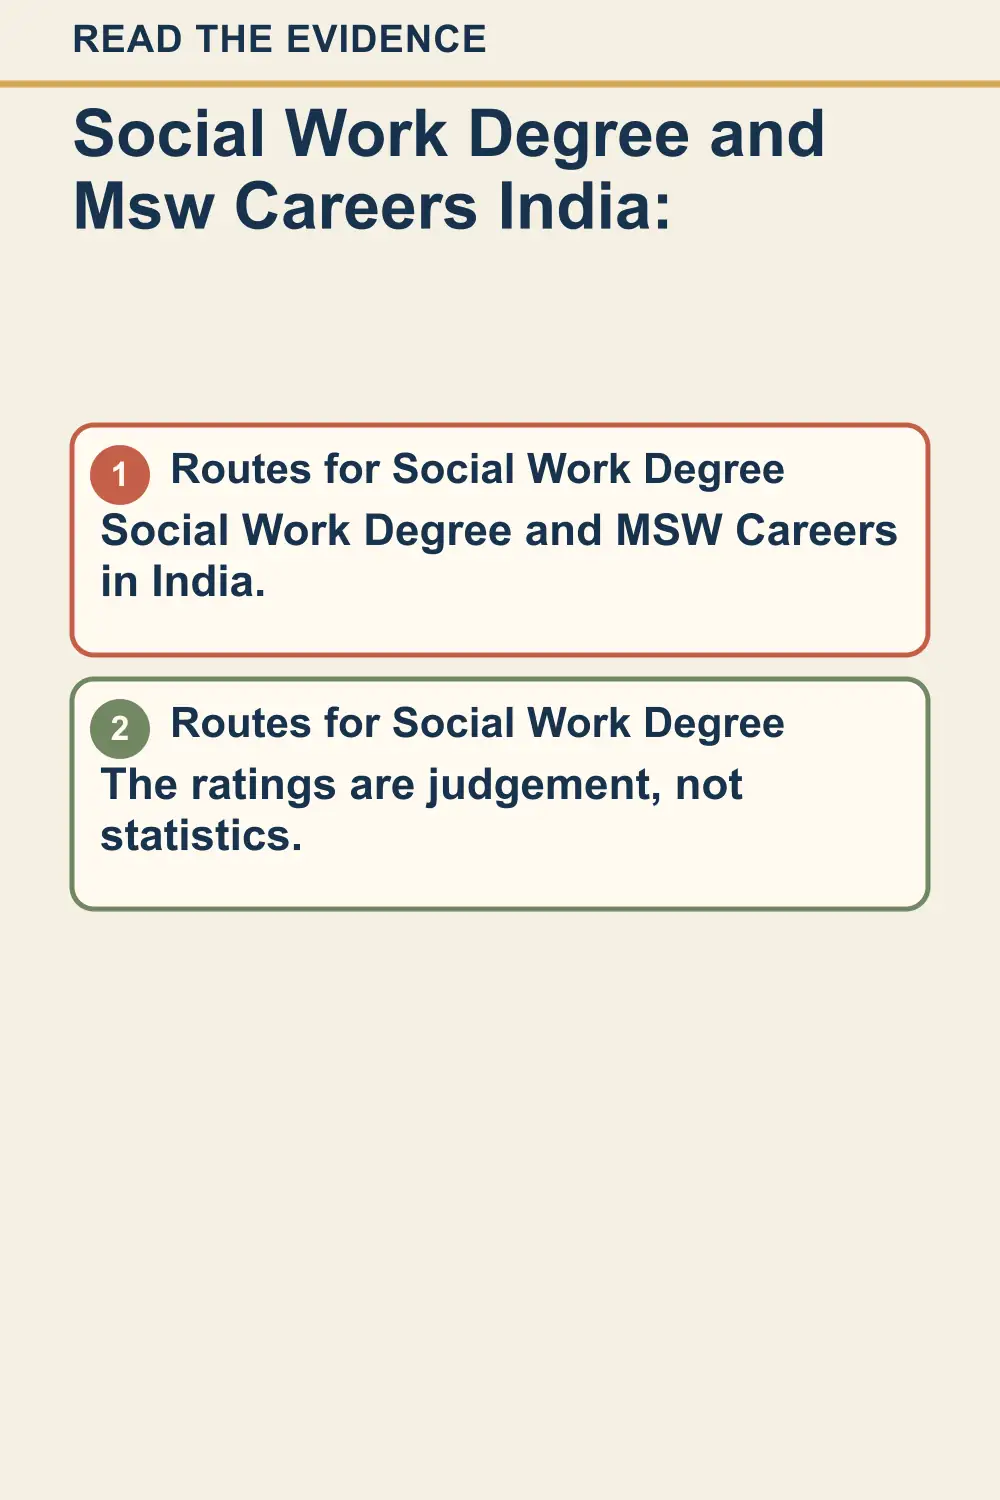 READ THE EVIDENCE
Social Work Degree and
Msw Careers India:
1 Routes for Social Work Degree
Social Work Degree and MSW Careers
in India.
2 Routes for Social Work Degree
The ratings are judgement, not
statistics.